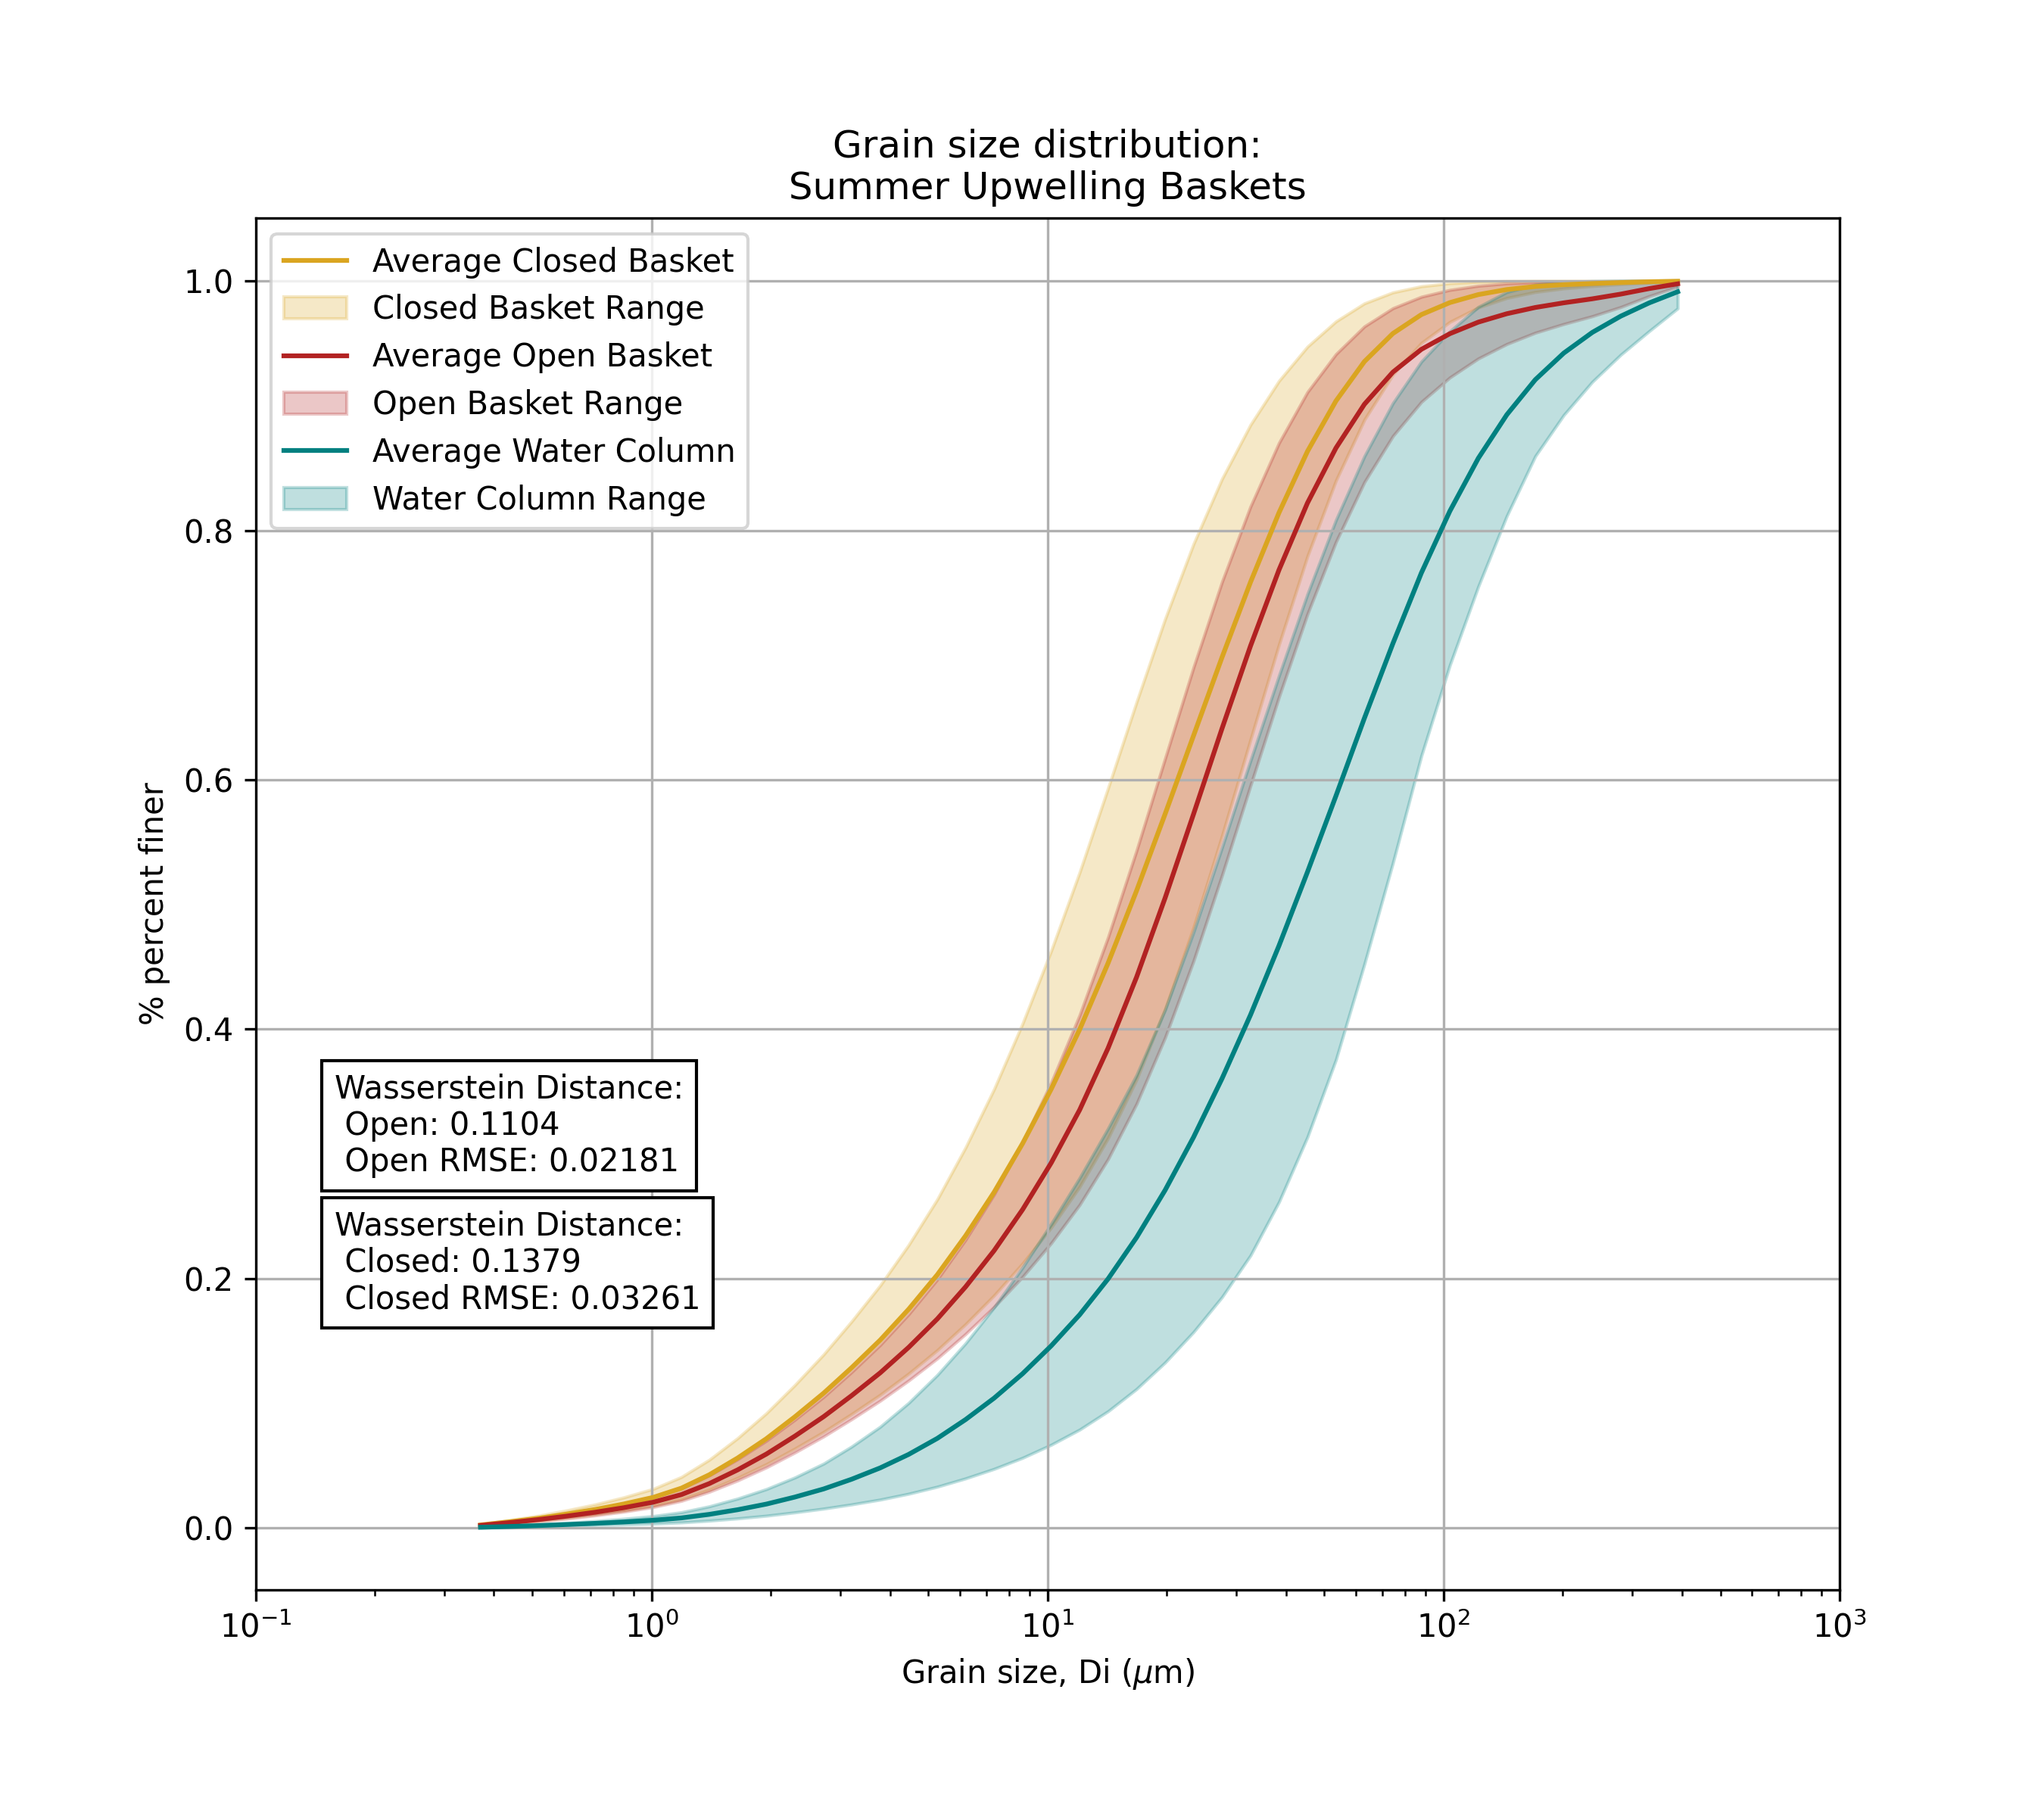 Grain size distribution:
Summer Upwelling Baskets
Average Closed Basket
Closed Basket Range
Average Open Basket
Open Basket Range
Average Water Column
Water Column Range
1.0
0.8
0.6
0.4
0.2
0.0
% percent finer
Wasserstein Distance:
Open: 0.1104
Open RMSE: 0.02181
Wasserstein Distance:
Closed: 0.1379
Closed RMSE: 0.03261
10⁻¹ 10⁰ 10¹ 10² 10³
Grain size, Di (μm)